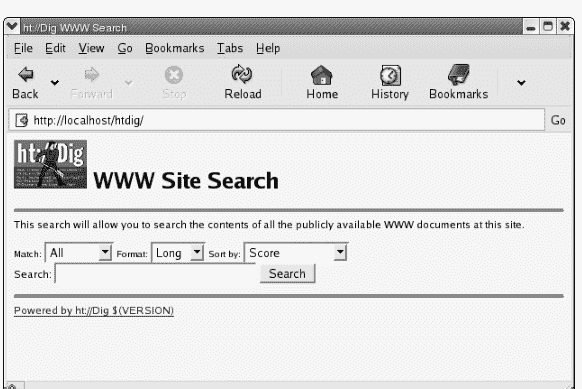 ht://Dig WWW Search
File Edit View Go Bookmarks Tabs Help
Back Forward Stop Reload Home History Bookmarks
http://localhost/htdig/ Go
ht://Dig
WWW Site Search
This search will allow you to search the contents of all the publicly available WWW documents at this site.
Match: All Format: Long Sort by: Score
Search: Search
Powered by ht://Dig $(VERSION)